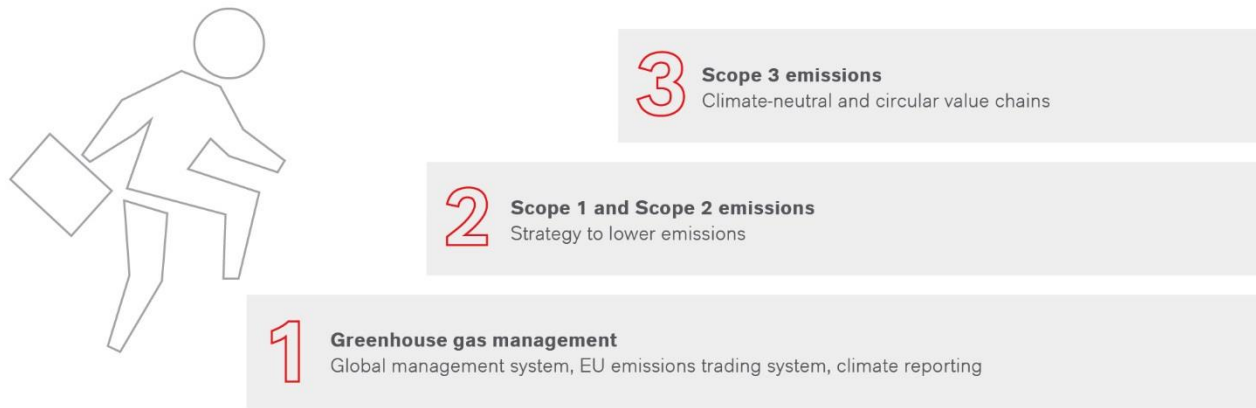 3
Scope 3 emissions
Climate-neutral and circular value chains
2
Scope 1 and Scope 2 emissions
Strategy to lower emissions
1
Greenhouse gas management
Global management system, EU emissions trading system, climate reporting